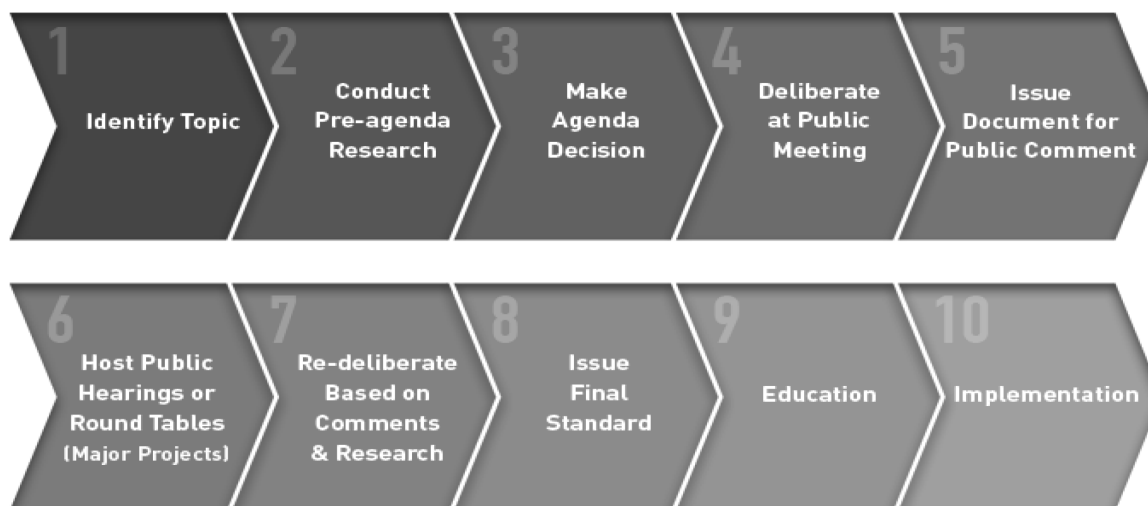 1
Identify Topic
2
Conduct
Pre-agenda
Research
3
Make
Agenda
Decision
4
Deliberate
at Public
Meeting
5
Issue
Document for
Public Comment
6
Host Public
Hearings or
Round Tables
(Major Projects)
7
Re-deliberate
Based on
Comments
& Research
8
Issue
Final
Standard
9
Education
10
Implementation